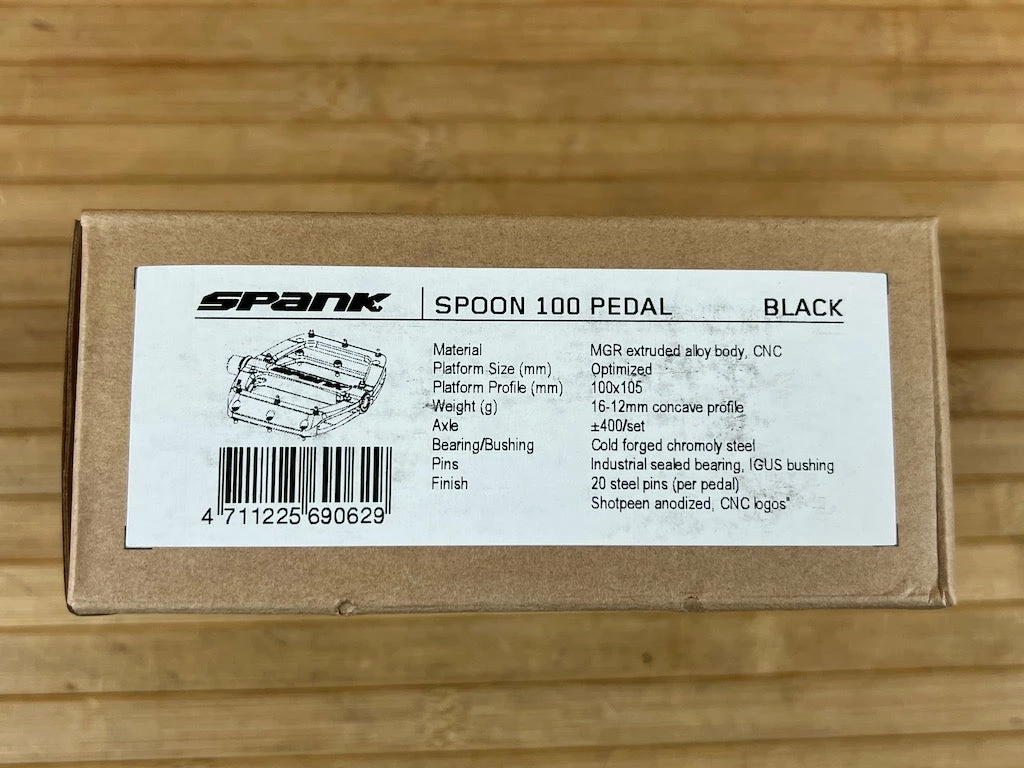 SPANK SPOON 100 PEDAL BLACK
Material MGR extruded alloy body, CNC
Platform Size (mm) Optimized
Platform Profile (mm) 100x105
Weight (g) 16-12mm concave profile
Axle ±400/set
Bearing/Bushing Cold forged chromoly steel
Pins Industrial sealed bearing, IGUS bushing
Finish 20 steel pins (per pedal)
Shotpeen anodized, CNC logos"
4 711225 690629